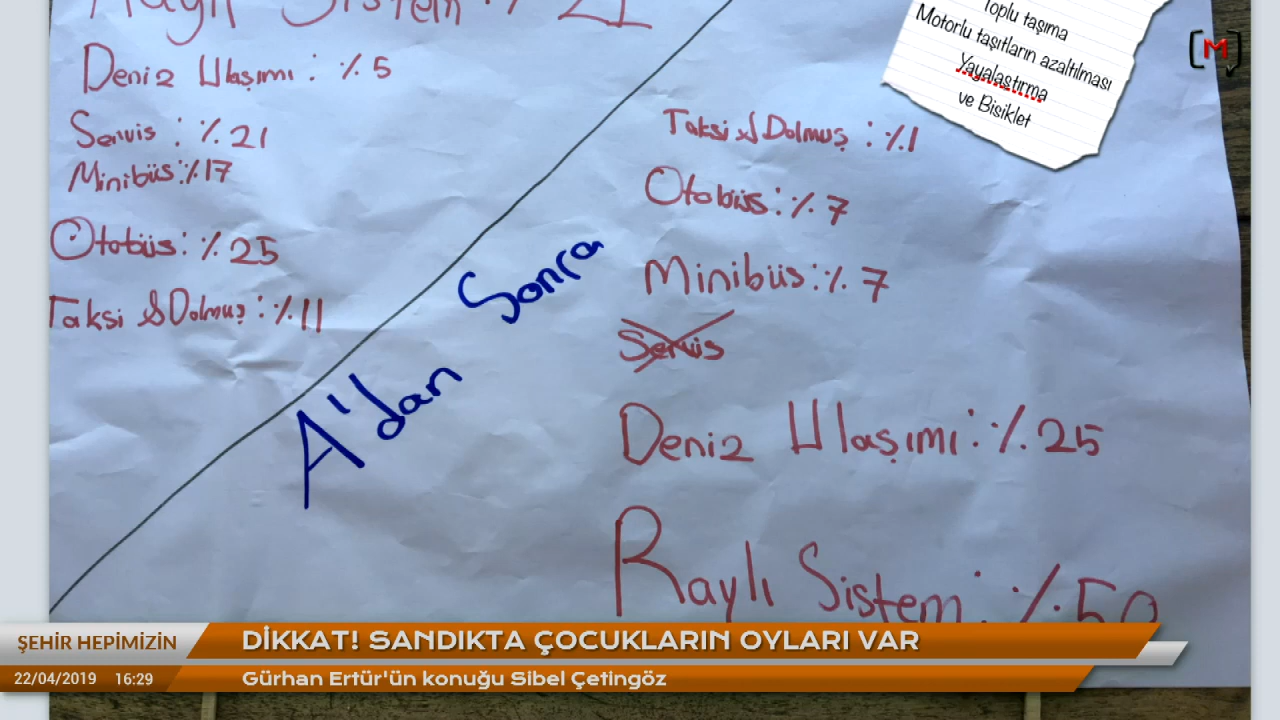 Raylı Sistem : % 21
Deniz Ulaşımı : % 5
Servis : % 21
Minibüs : % 17
Otobüs : % 25
Taksi & Dolmuş : % 11
Toplu taşıma
Motorlu taşıtların azaltılması
Yayalaştırma
ve Bisiklet
[M]
Taksi & Dolmuş : % 1
Otobüs : % 7
Minibüs : % 7
Servis
Deniz Ulaşımı : % 25
Raylı Sistem : % 50
A'dan Sonra
ŞEHİR HEPİMİZİN
DİKKAT! SANDIKTA ÇOCUKLARIN OYLARI VAR
22/04/2019 16:29
Gürhan Ertür'ün konuğu Sibel Çetingöz